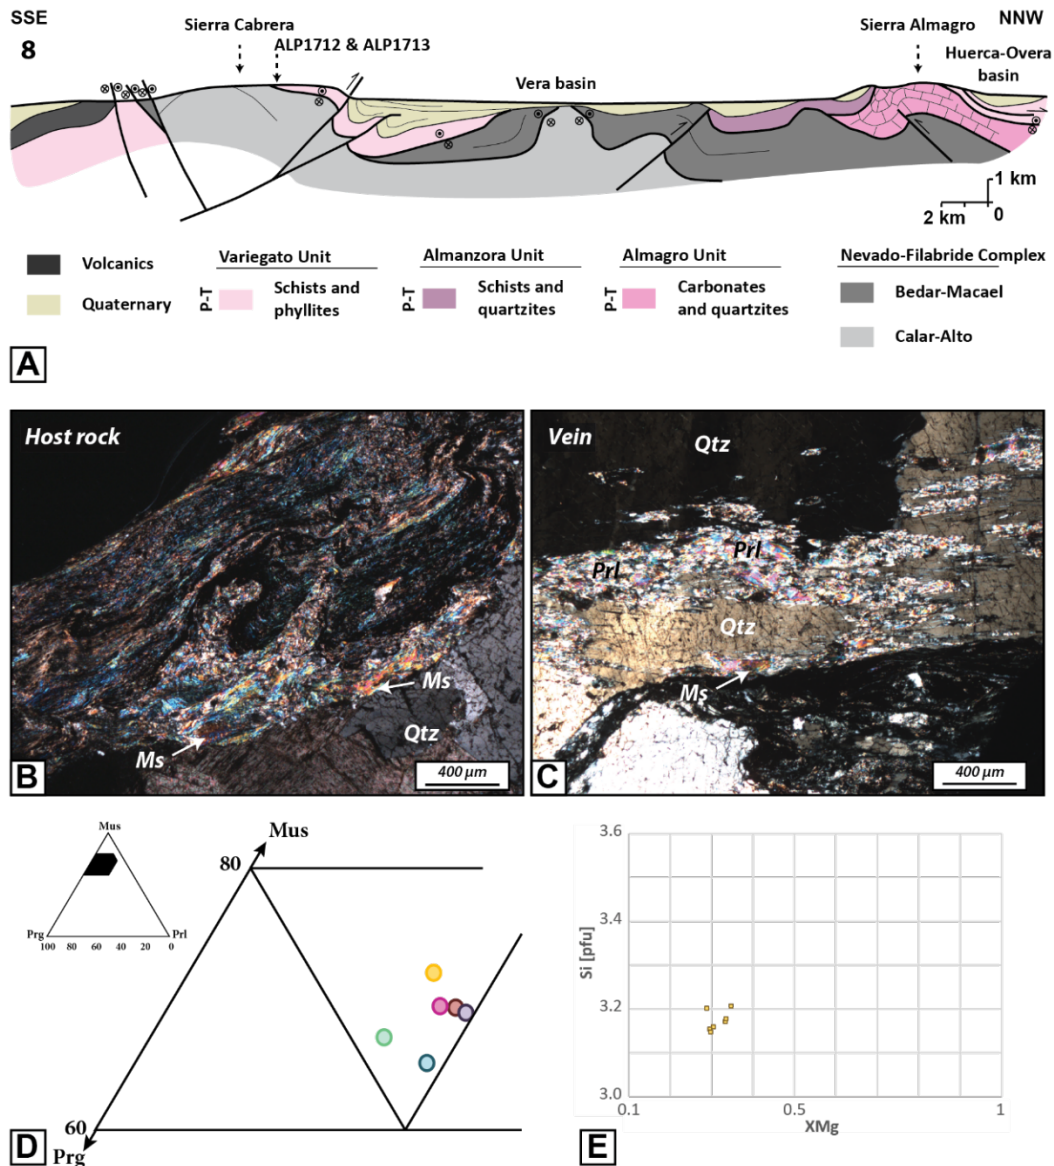 SSE
Sierra Cabrera
Sierra Almagro
NNW
8
ALP1712 & ALP1713
Huerca-Overa
basin
Vera basin
1 km
2 km
0
Volcanics
Quaternary
Variegato Unit
P-T
Schists and
phyllites
Almanzora Unit
P-T
Schists and
quartzites
Almagro Unit
P-T
Carbonates
and quartzites
Nevado-Filabride Complex
Bedar-Macael
Calar-Alto
A
Host rock
Ms
Ms
Qtz
400 µm
B
Vein
Qtz
Prl
Prl
Qtz
Ms
400 µm
C
Mus
Prg
Prl
100 80 60 40 20 0
Mus
80
60
Prg
D
3.6
3.4
3.2
3.0
Si [pfu]
0.1
0.5
1
XMg
E